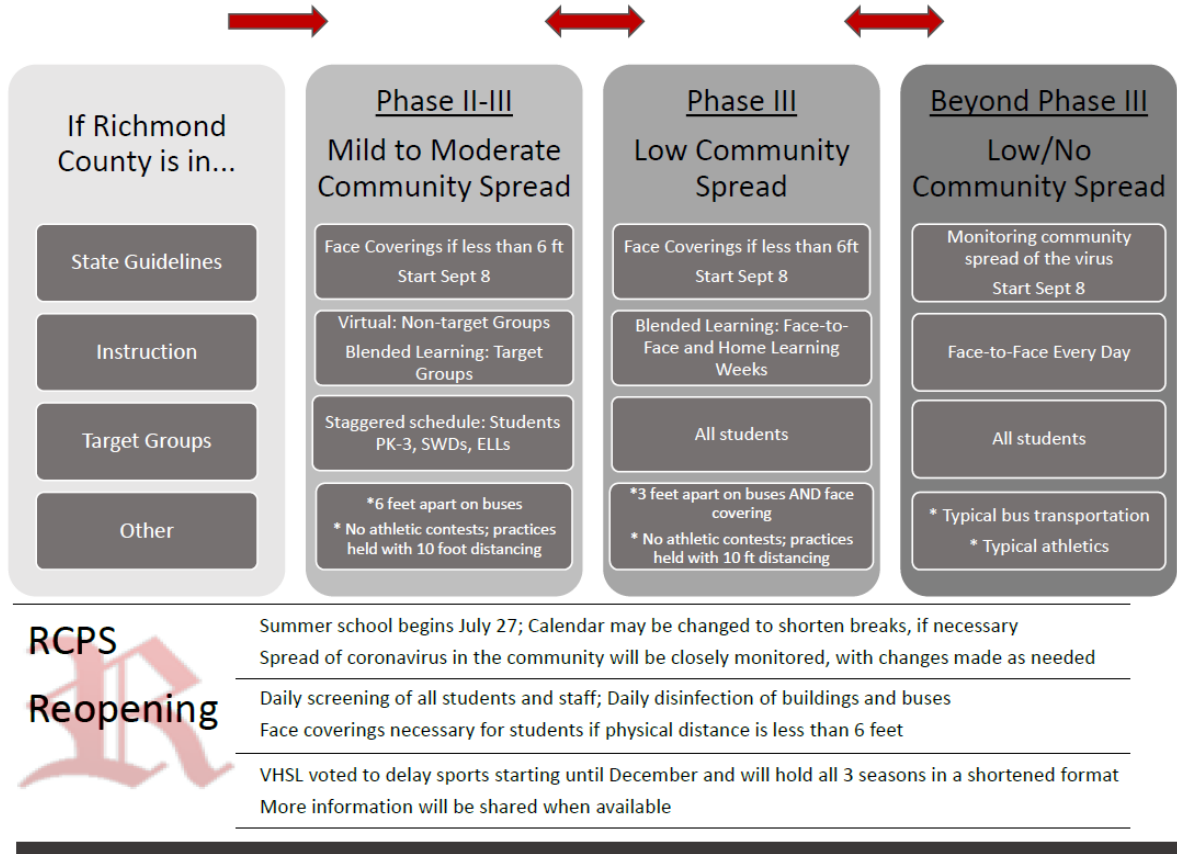 If Richmond
County is in...
State Guidelines
Instruction
Target Groups
Other
Phase II-III
Mild to Moderate
Community Spread
Face Coverings if less than 6 ft
Start Sept 8
Virtual: Non-target Groups
Blended Learning: Target
Groups
Staggered schedule: Students
PK-3, SWDs, ELLs
*6 feet apart on buses
* No athletic contests; practices
held with 10 foot distancing
Phase III
Low Community
Spread
Face Coverings if less than 6ft
Start Sept 8
Blended Learning: Face-to-
Face and Home Learning
Weeks
All students
*3 feet apart on buses AND face
covering
* No athletic contests; practices
held with 10 ft distancing
Beyond Phase III
Low/No
Community Spread
Monitoring community
spread of the virus
Start Sept 8
Face-to-Face Every Day
All students
* Typical bus transportation
* Typical athletics
RCPS
Reopening
R
Summer school begins July 27; Calendar may be changed to shorten breaks, if necessary
Spread of coronavirus in the community will be closely monitored, with changes made as needed
Daily screening of all students and staff; Daily disinfection of buildings and buses
Face coverings necessary for students if physical distance is less than 6 feet
VHSL voted to delay sports starting until December and will hold all 3 seasons in a shortened format
More information will be shared when available